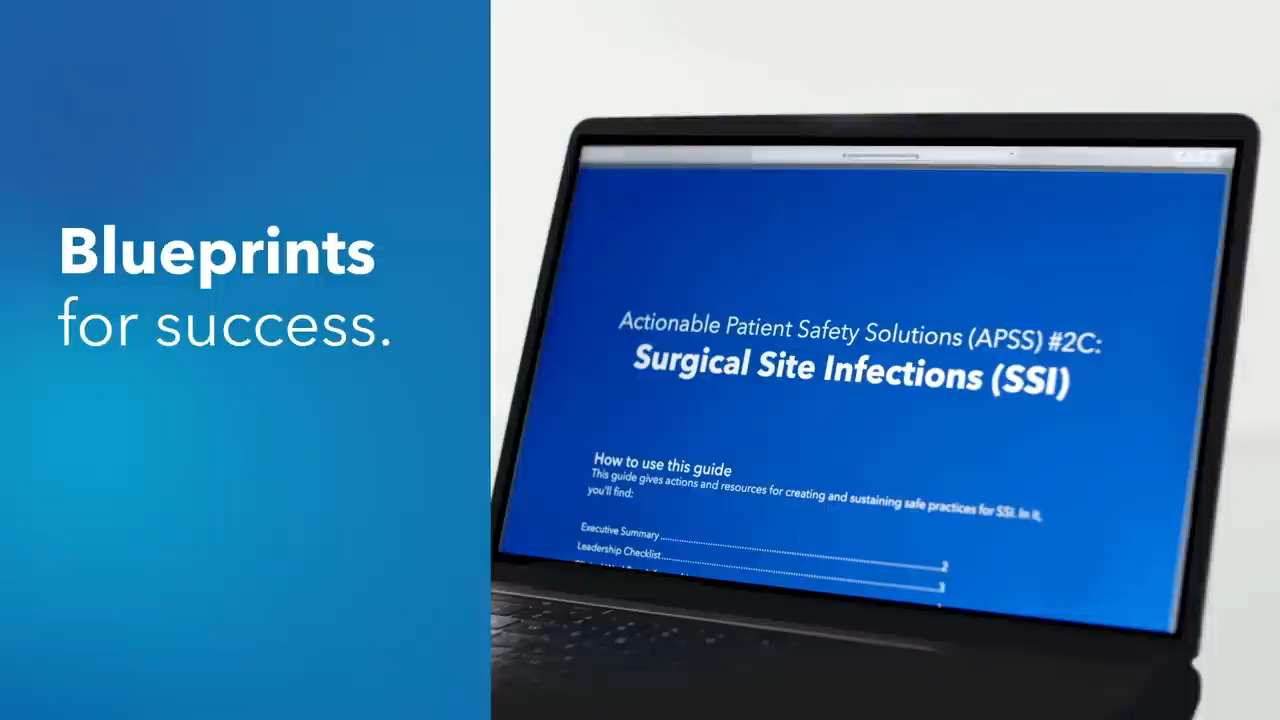 Blueprints
for success.
Actionable Patient Safety Solutions (APSS) #2C:
Surgical Site Infections (SSI)
How to use this guide
This guide gives actions and resources for creating and sustaining safe practices for SSI. In it,
you'll find:
Executive Summary 2
Leadership Checklist 3